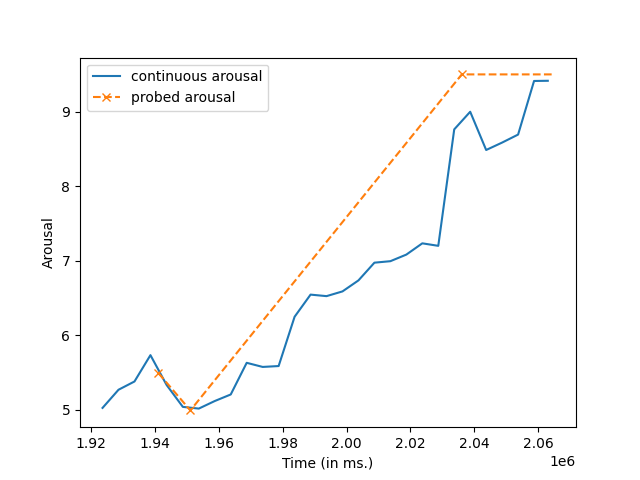 continuous arousal
probed arousal
9
8
7
6
5
Arousal
1.92
1.94
1.96
1.98
2.00
2.02
2.04
2.06
1e6
Time (in ms.)